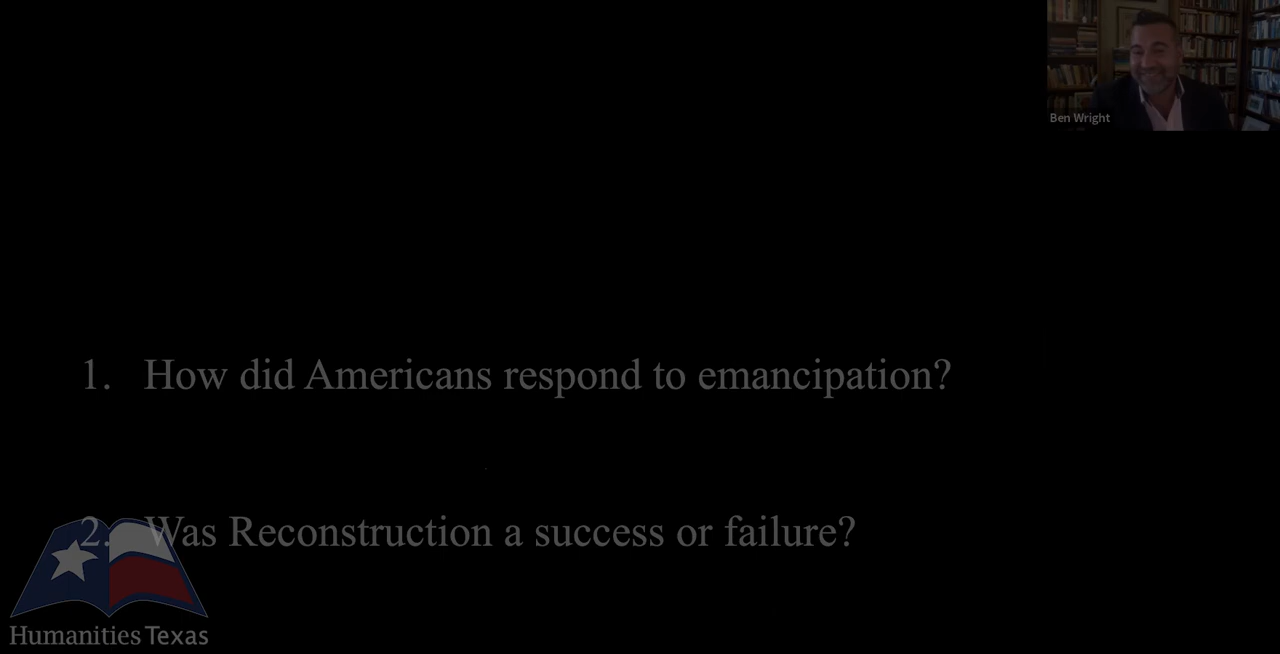 Ben Wright
1. How did Americans respond to emancipation?
2. Was Reconstruction a success or failure?
Humanities Texas